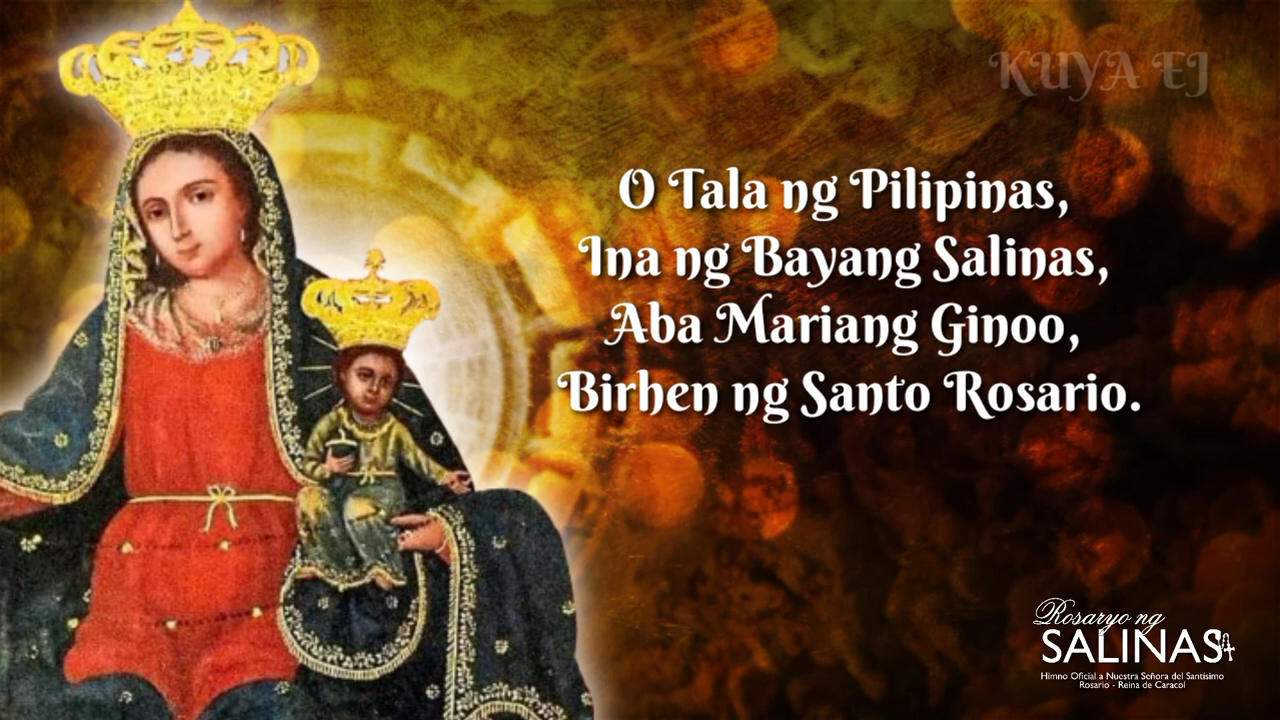 KUYA EJ
O Tala ng Pilipinas,
Ina ng Bayang Salinas,
Aba Mariang Ginoo,
Birhen ng Santo Rosario.
Rosaryo ng
SALINAS
Himno Oficial a Nuestra Señora del Santísimo
Rosario - Reina de Caracol